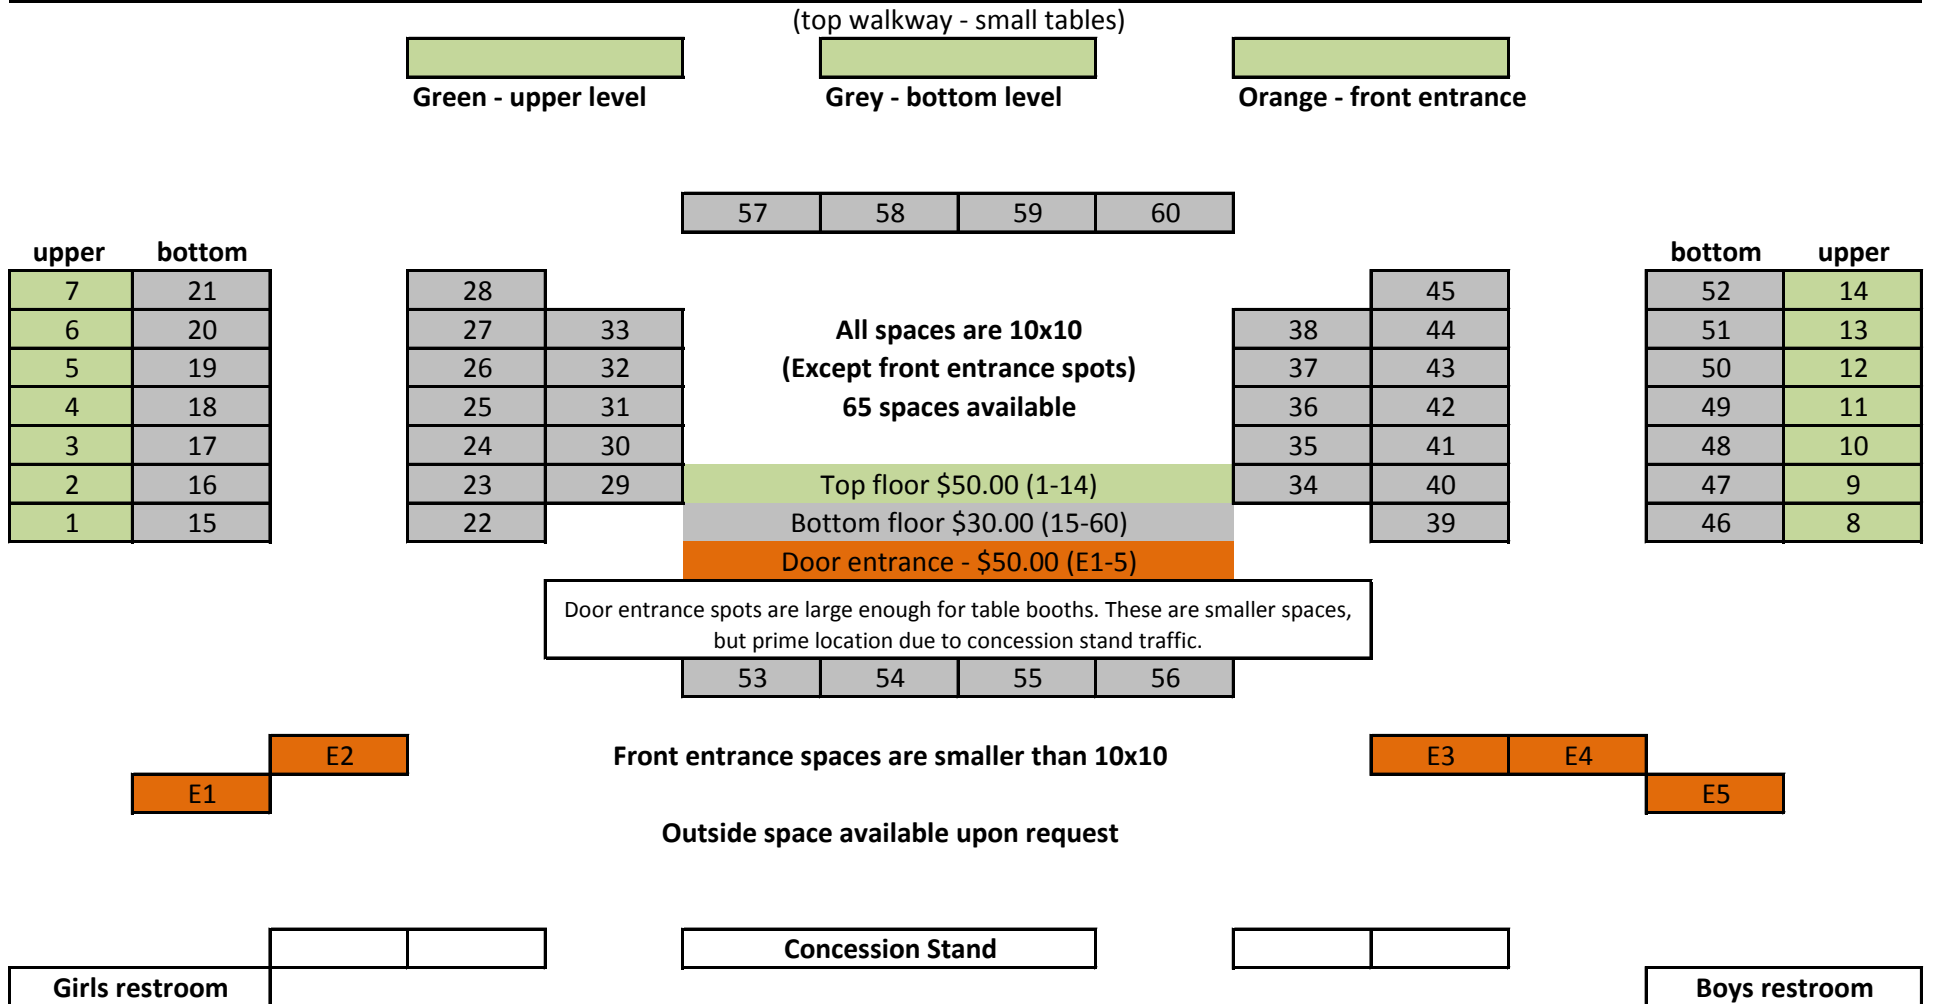 (top walkway - small tables)
Green - upper level Grey - bottom level Orange - front entrance
57 58 59 60
upper bottom bottom upper
7 21 28 45 52 14
6 20 27 33 All spaces are 10x10 38 44 51 13
5 19 26 32 (Except front entrance spots) 37 43 50 12
4 18 25 31 65 spaces available 36 42 49 11
3 17 24 30 35 41 48 10
2 16 23 29 Top floor $50.00 (1-14) 34 40 47 9
1 15 22 Bottom floor $30.00 (15-60) 39 46 8
Door entrance - $50.00 (E1-5)
Door entrance spots are large enough for table booths. These are smaller spaces,
but prime location due to concession stand traffic.
53 54 55 56
E2 Front entrance spaces are smaller than 10x10 E3 E4
E1 E5
Outside space available upon request
Concession Stand
Girls restroom Boys restroom